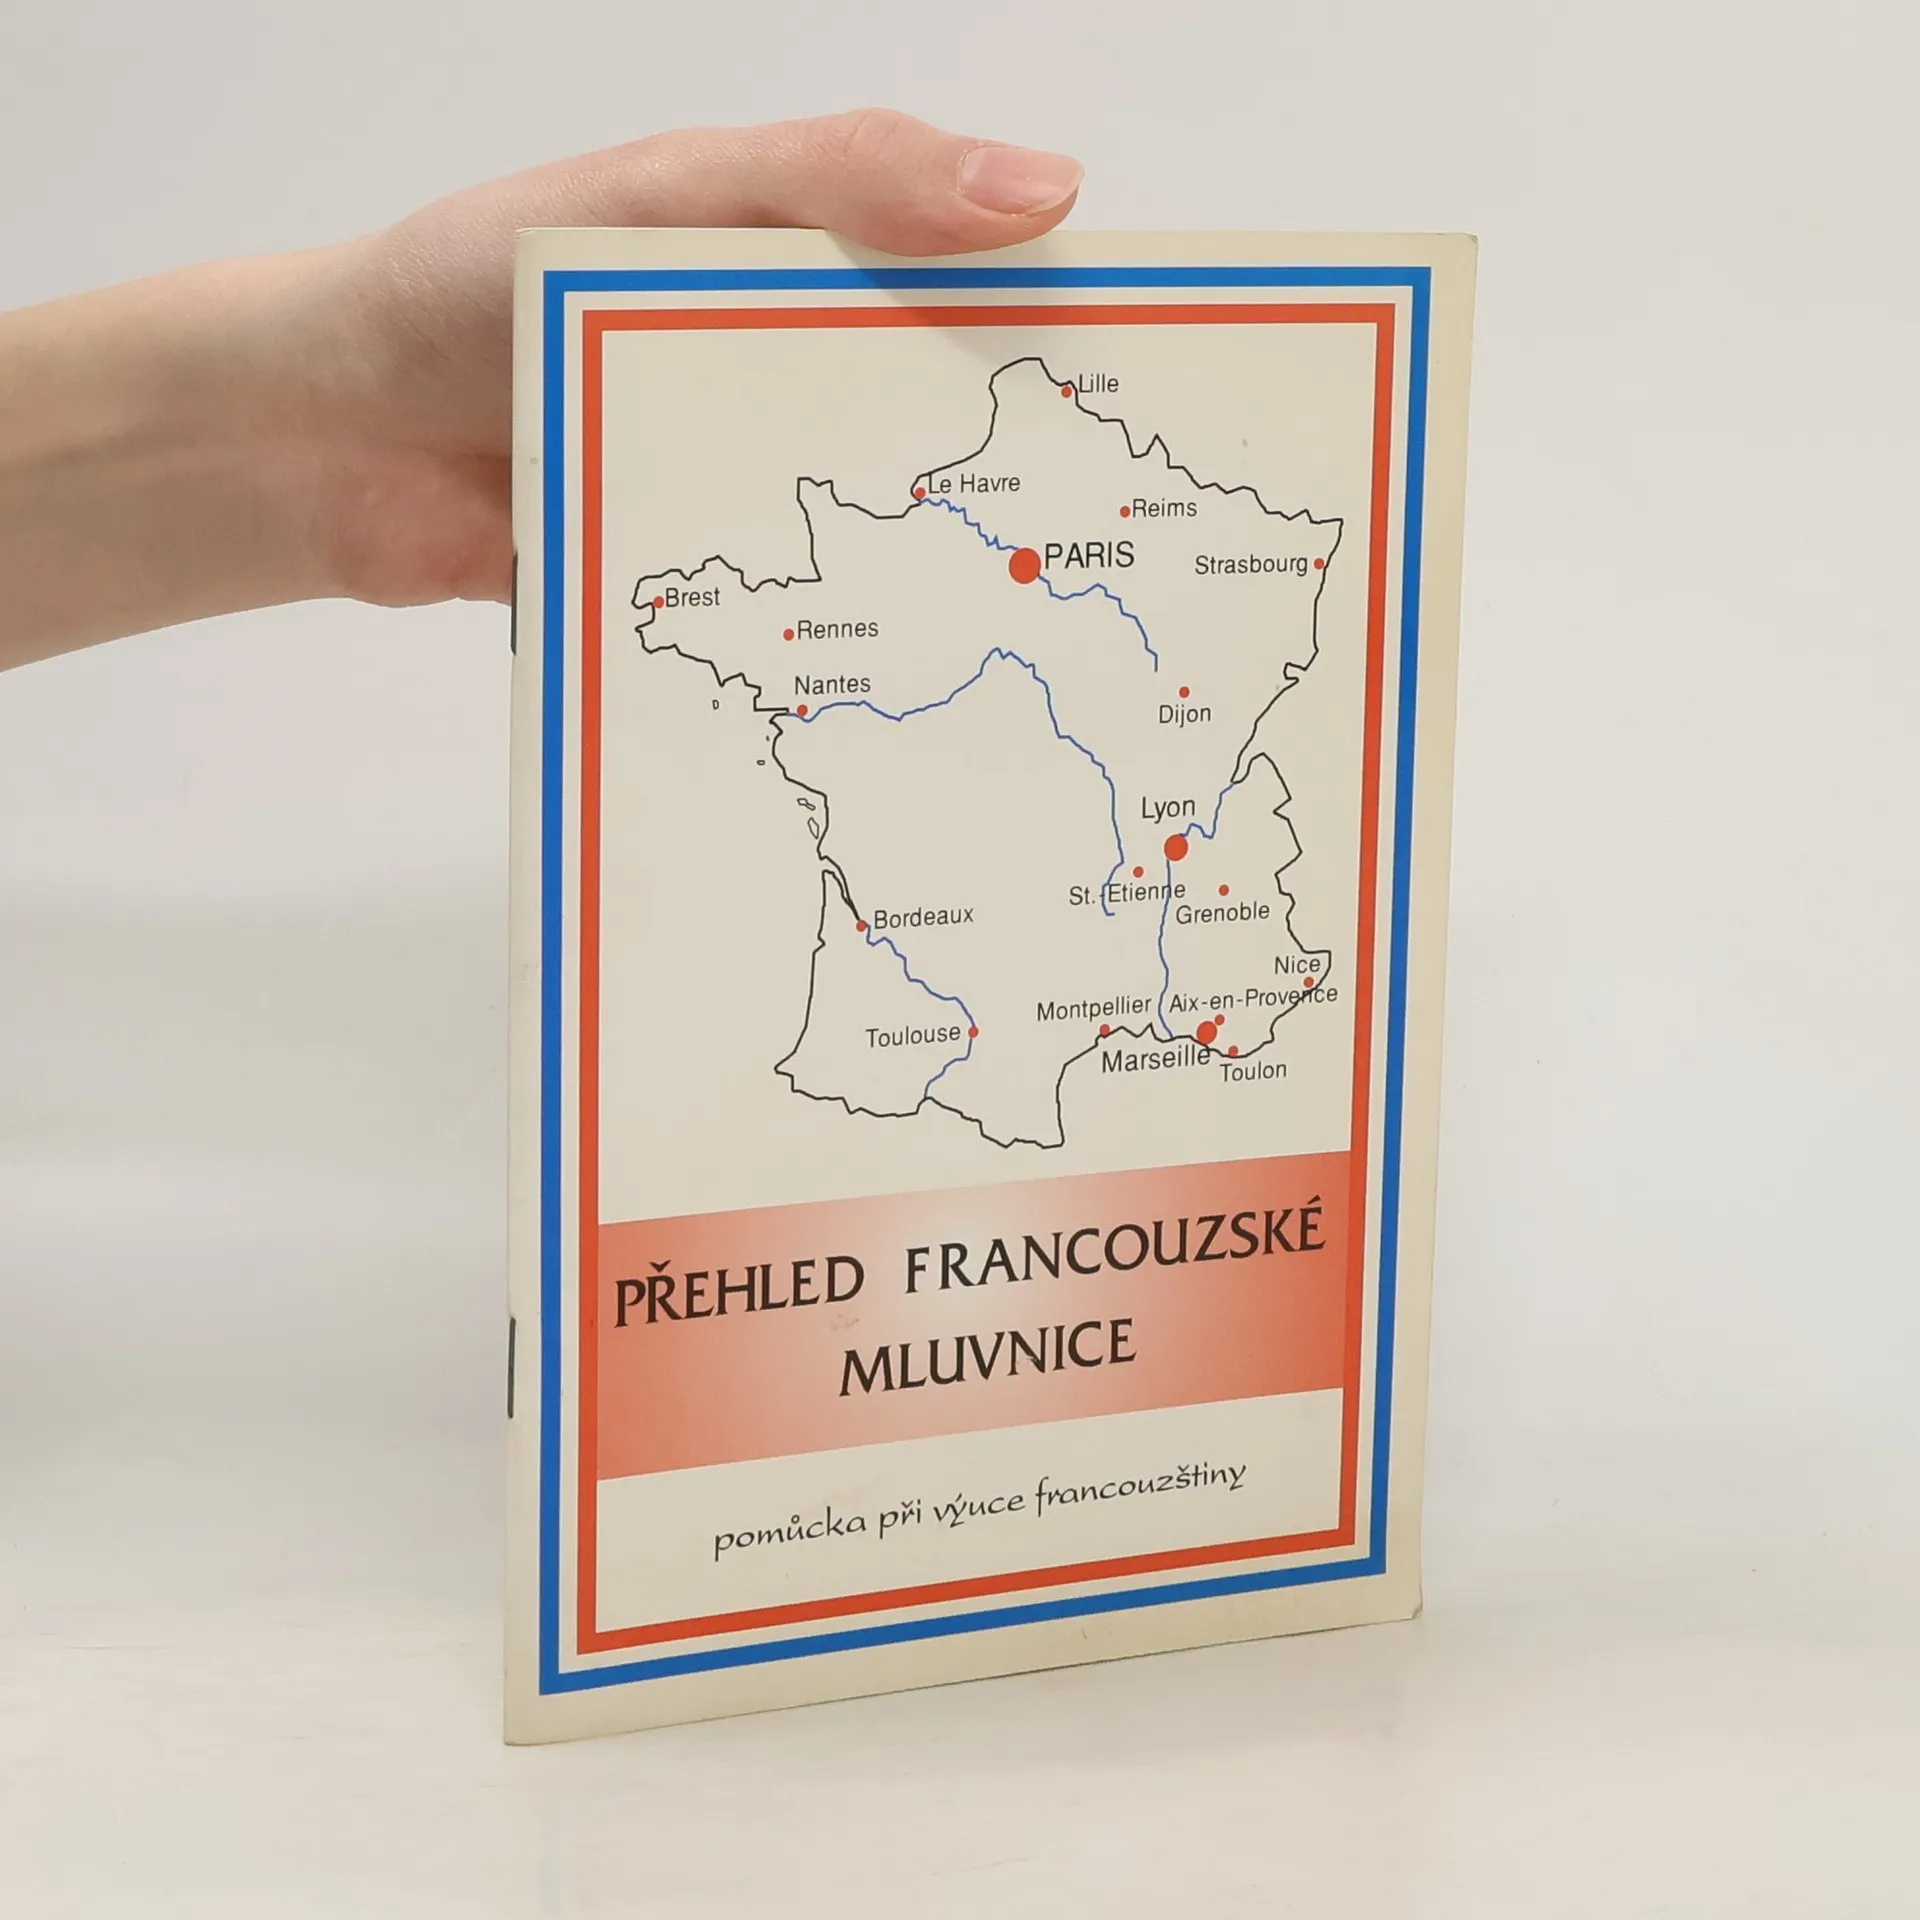 Lille
Le Havre
Reims
PARIS
Strasbourg
Brest
Rennes
Nantes
Dijon
Lyon
St.-Etienne
Grenoble
Bordeaux
Nice
Aix-en-Provence
Montpellier
Toulouse
Marseille
Toulon
PŘEHLED FRANCOUZSKÉ
MLUVNICE
pomůcka při výuce francouzštiny